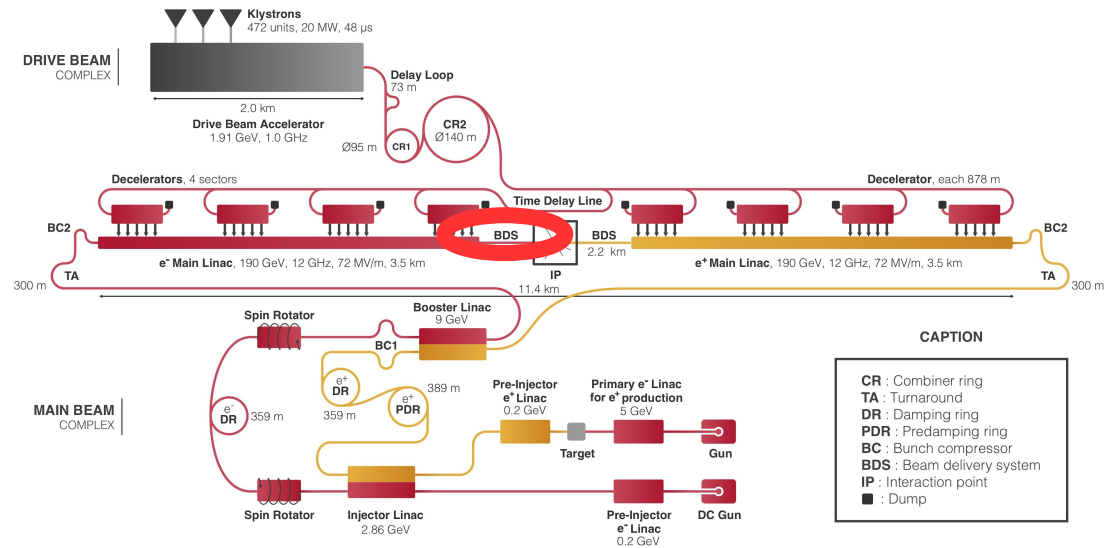 Klystrons
472 units, 20 MW, 48 µs
DRIVE BEAM
COMPLEX
Delay Loop
73 m
2.0 km
Drive Beam Accelerator
1.91 GeV, 1.0 GHz
CR2
Ø140 m
Ø95 m
CR1
Decelerators, 4 sectors
Time Delay Line
Decelerator, each 878 m
BC2
BDS
BDS
2.2 km
BC2
e⁻ Main Linac, 190 GeV, 12 GHz, 72 MV/m, 3.5 km
IP
e⁺ Main Linac, 190 GeV, 12 GHz, 72 MV/m, 3.5 km
TA
TA
300 m
11.4 km
300 m
Booster Linac
9 GeV
Spin Rotator
BC1
CAPTION
e⁺
DR
359 m
389 m
e⁺
PDR
Pre-Injector
e⁺ Linac
0.2 GeV
Primary e⁻ Linac
for e⁺ production
5 GeV
MAIN BEAM
COMPLEX
e⁻
DR
359 m
Target
Gun
Spin Rotator
Injector Linac
2.86 GeV
Pre-Injector
e⁻ Linac
0.2 GeV
DC Gun
CR : Combiner ring
TA : Turnaround
DR : Damping ring
PDR : Predamping ring
BC : Bunch compressor
BDS : Beam delivery system
IP : Interaction point
: Dump